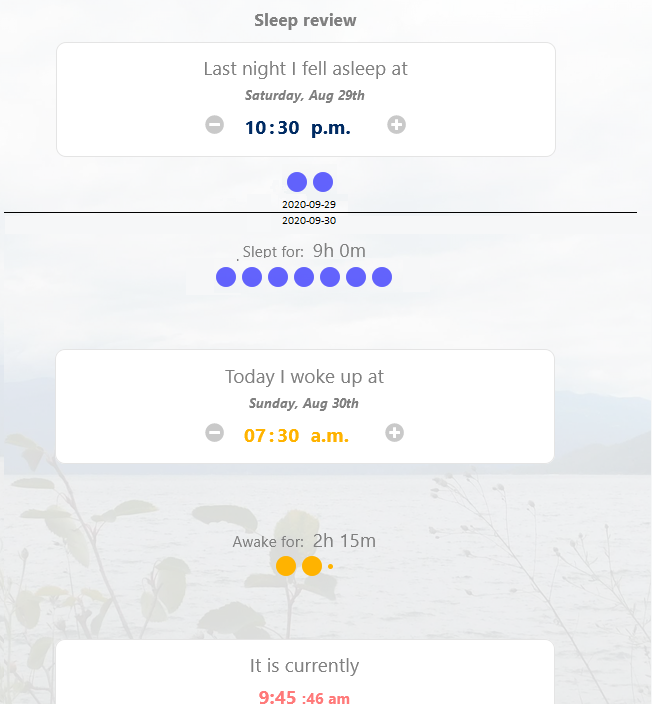 Sleep review
Last night I fell asleep at
Saturday, Aug 29th
10:30 p.m.
2020-09-29
2020-09-30
Slept for: 9h 0m
Today I woke up at
Sunday, Aug 30th
07:30 a.m.
Awake for: 2h 15m
It is currently
9:45 :46 am